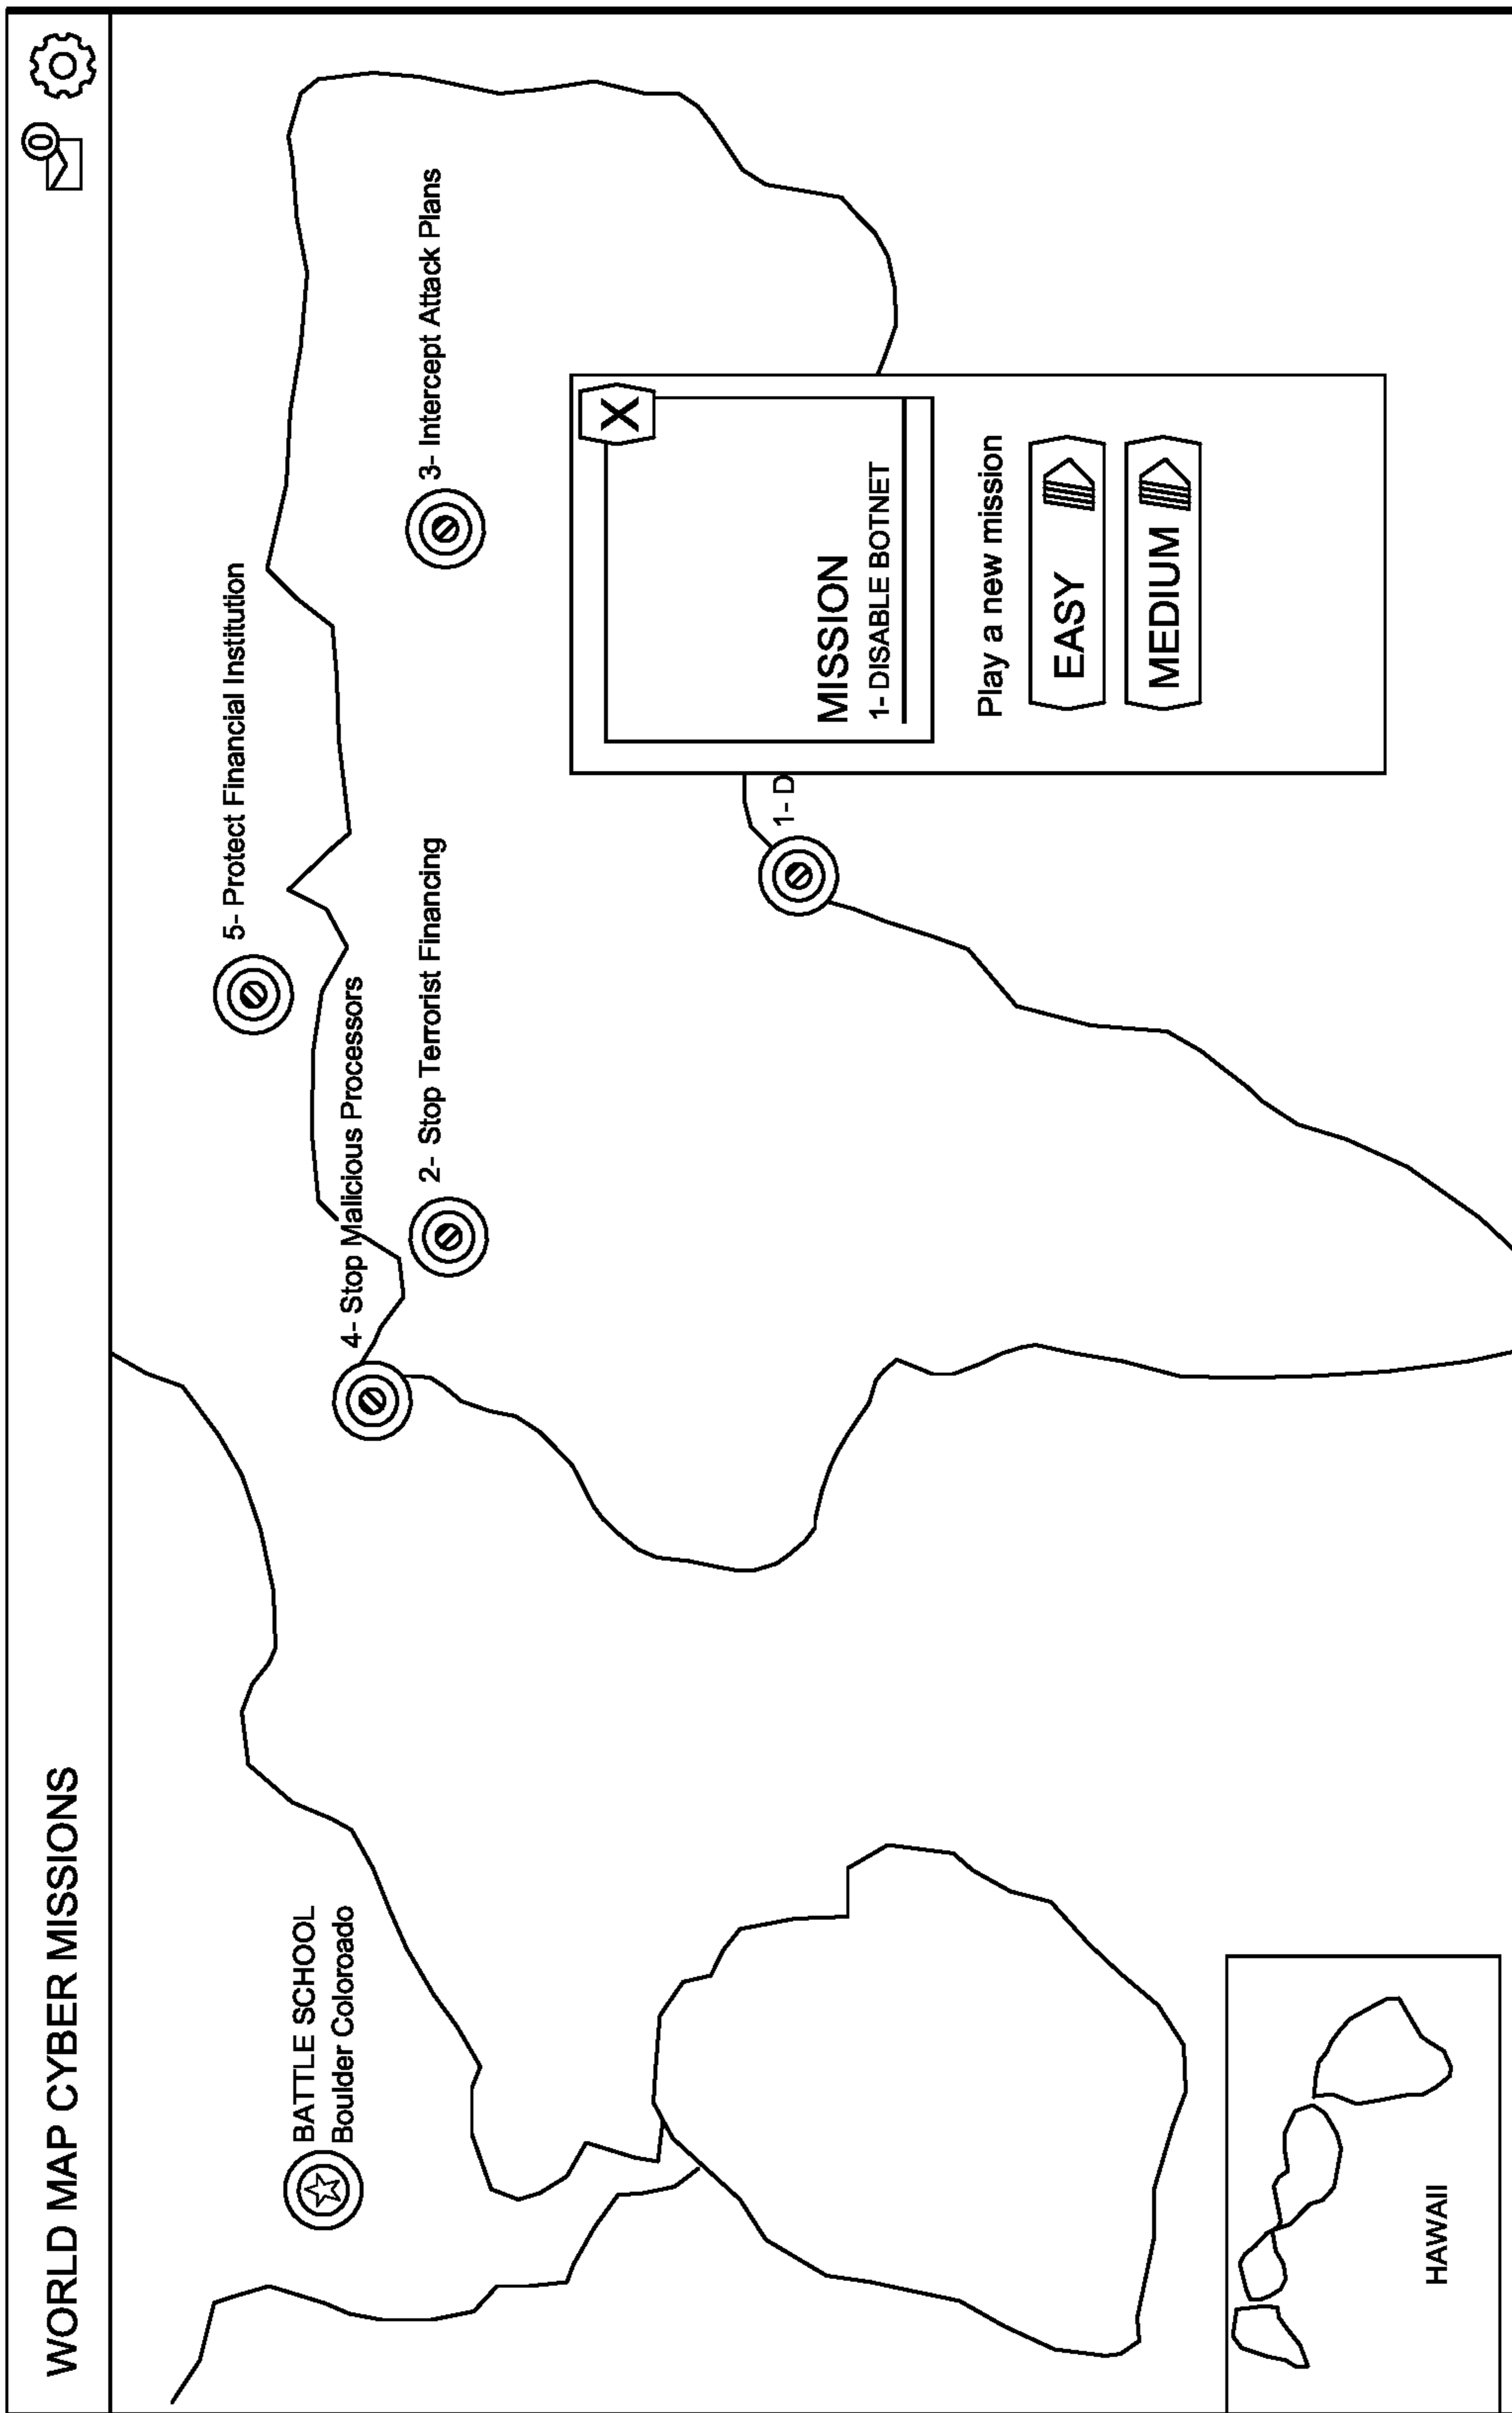 WORLD MAP CYBER MISSIONS
0
BATTLE SCHOOL
Boulder Coloroado
5- Protect Financial Institution
4- Stop Malicious Processors
2- Stop Terrorist Financing
3- Intercept Attack Plans
1- D
X
MISSION
1- DISABLE BOTNET
Play a new mission
EASY
MEDIUM
HAWAII